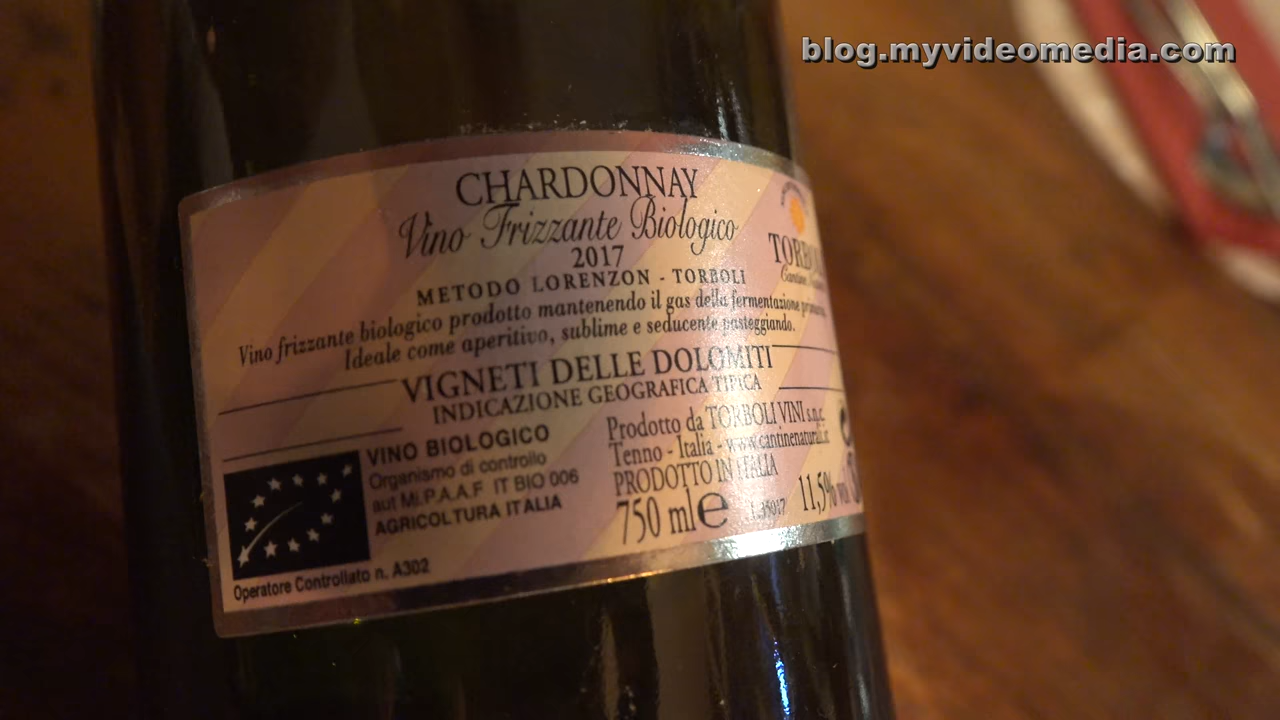 blog.myvideomedia.com
CHARDONNAY
Vino Frizzante Biologico
2017
METODO LORENZON - TORBOLI
Vino frizzante biologico prodotto mantenendo il gas della fermentazione
Ideale come aperitivo, sublime e seducente pasteggiando.
VIGNETI DELLE DOLOMITI
INDICAZIONE GEOGRAFICA TIPICA
VINO BIOLOGICO
Organismo di controllo
aut Mi.P.A.A.F IT BIO 006
AGRICOLTURA ITALIA
Operatore Controllato n. A302
Prodotto da TORBOLI VINI s.n.c.
Tenno - Italia - www.cantinenaturali.it
PRODOTTO IN ITALIA
750 ml e
11,5% vol